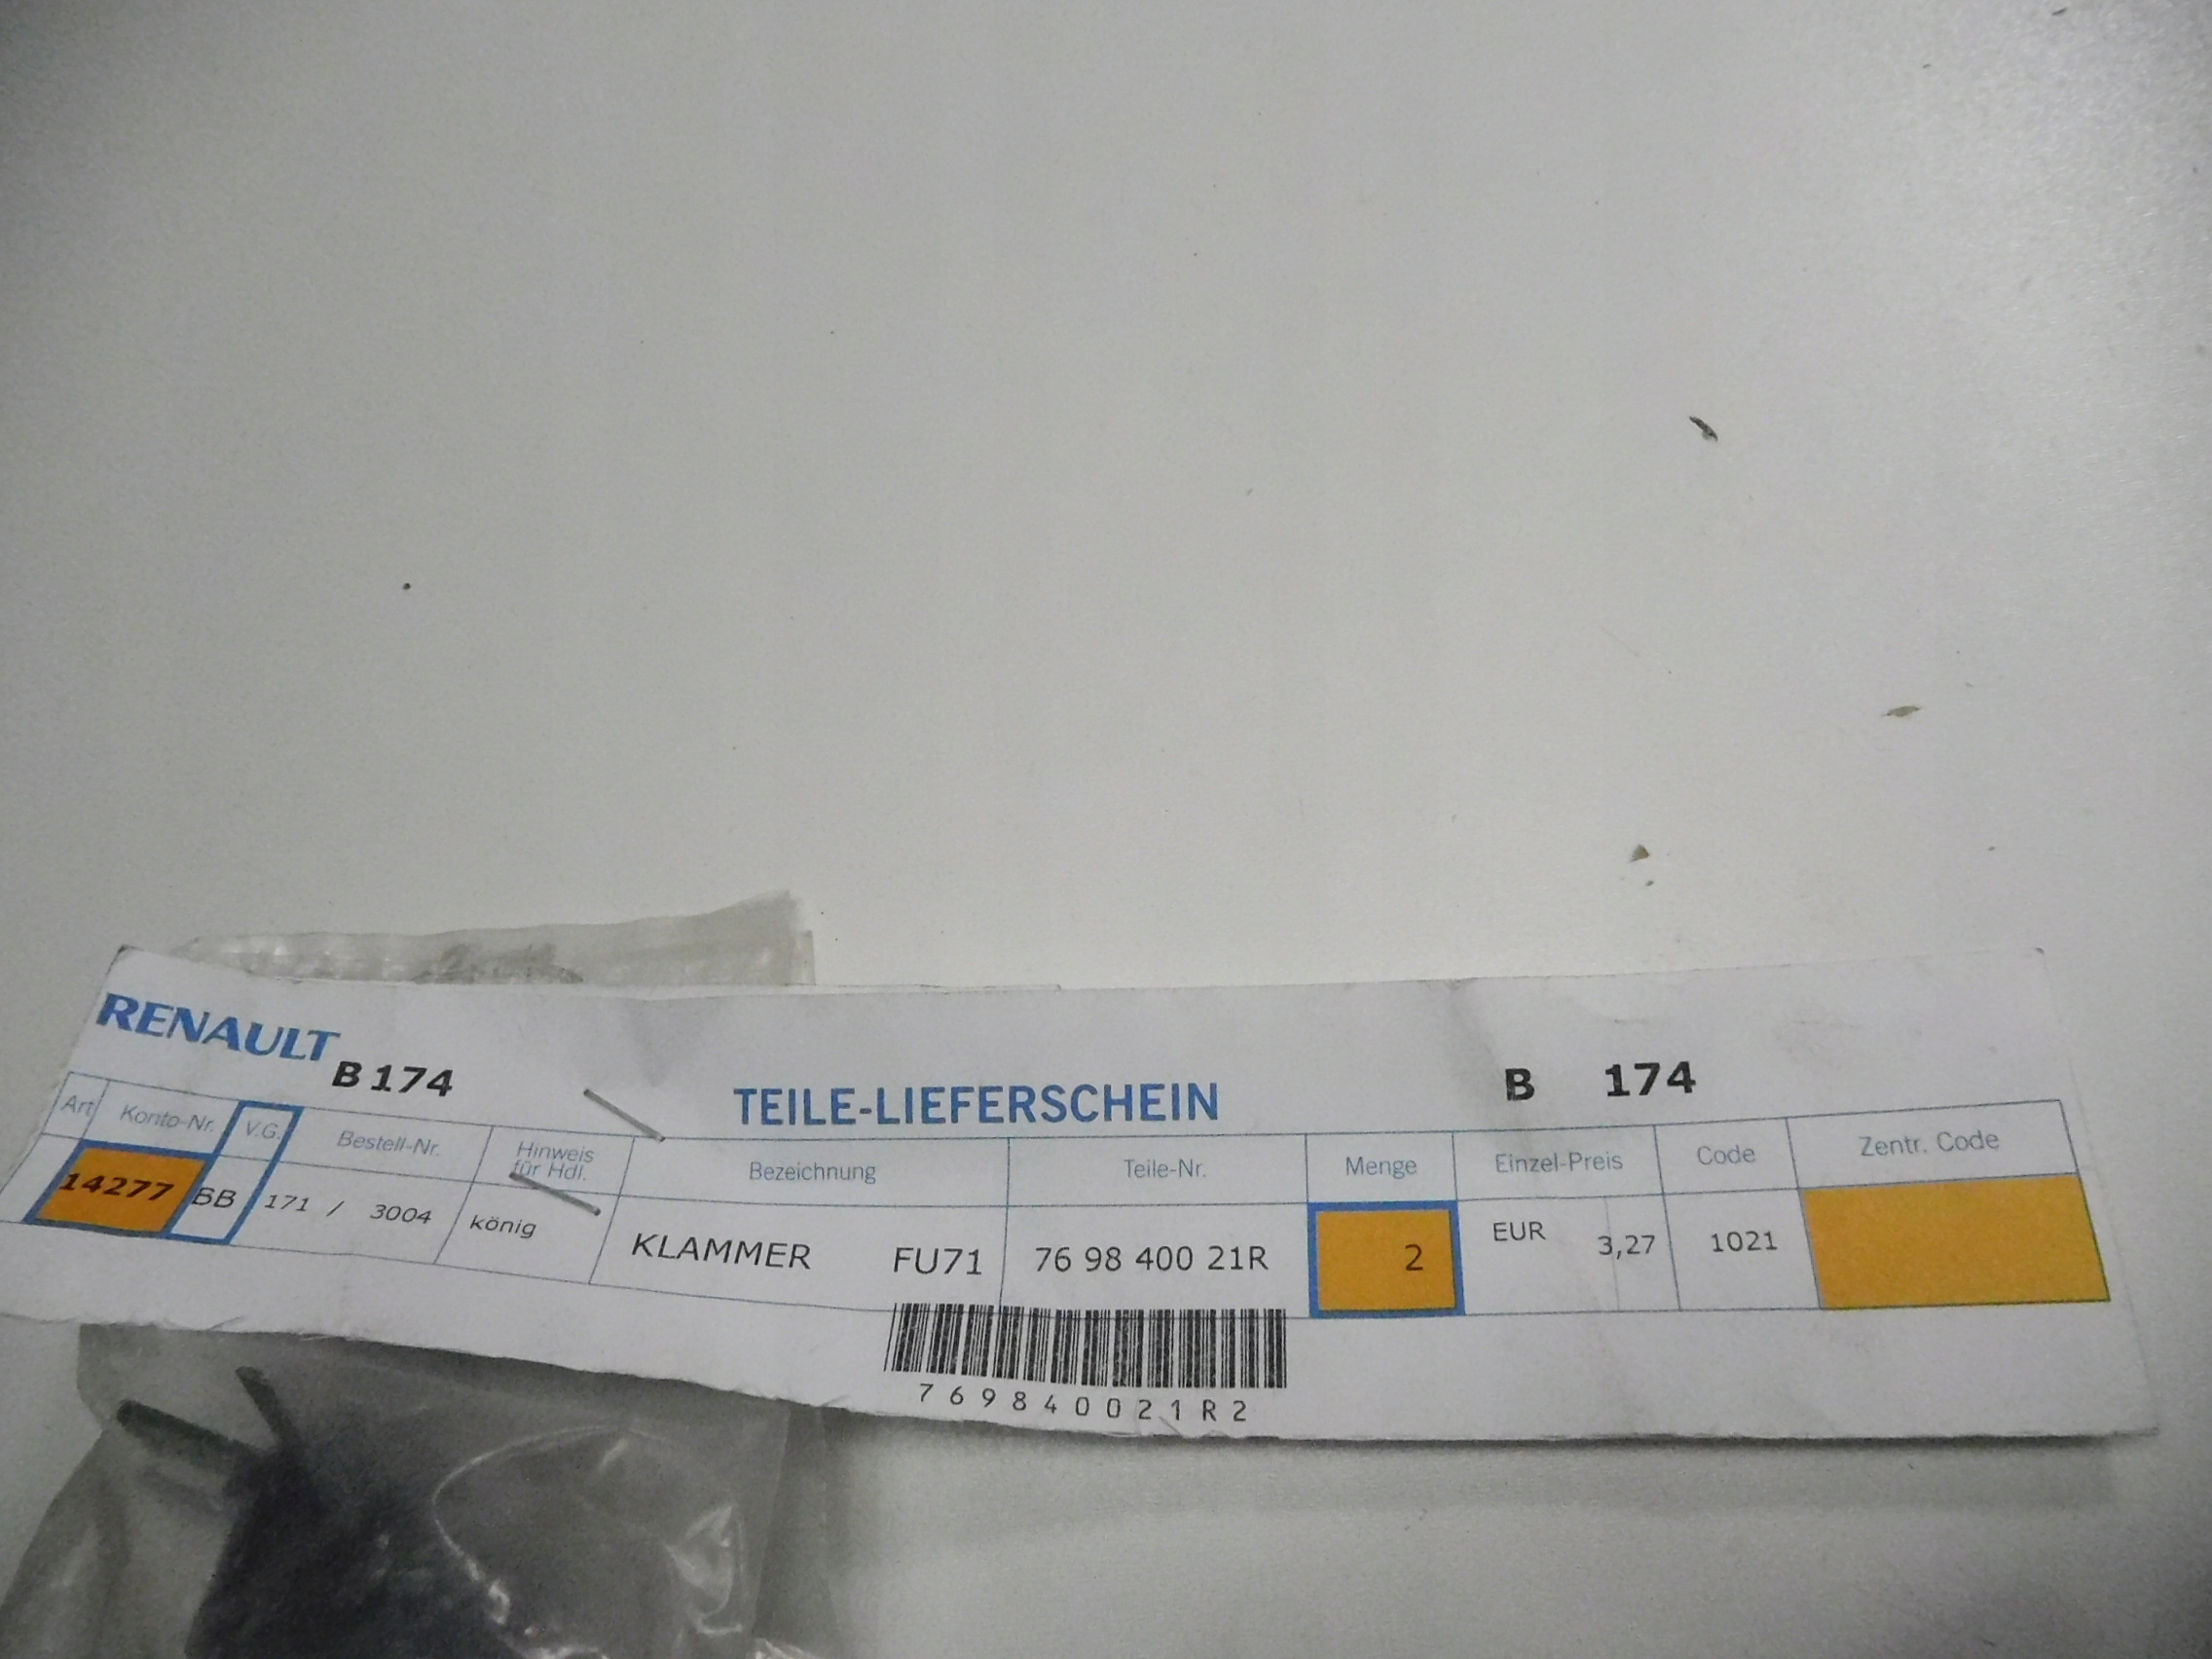 RENAULT
B 174
TEILE-LIEFERSCHEIN
B 174
Art Konto-Nr. V.G. Bestell-Nr. Hinweis für Hdl. Bezeichnung Teile-Nr. Menge Einzel-Preis Code Zentr. Code
14277 BB 171 / 3004 könig KLAMMER FU71 76 98 400 21R 2 EUR 3,27 1021
769840021R2